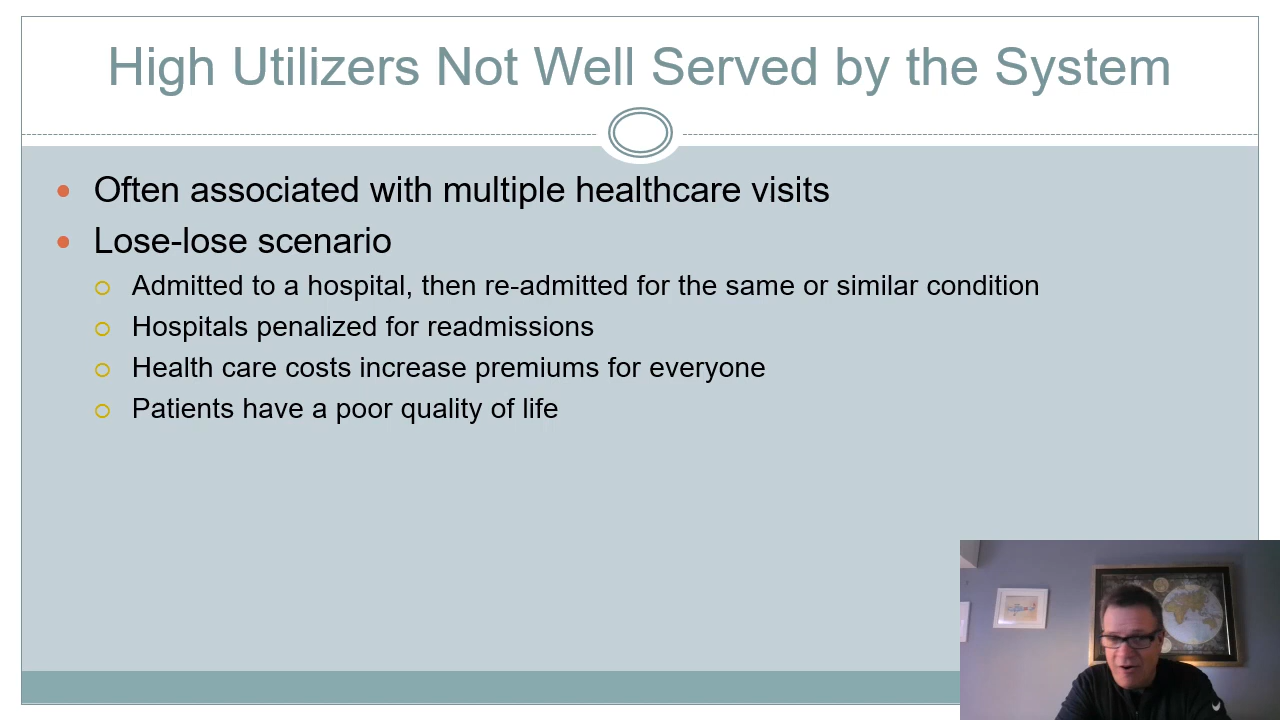 High Utilizers Not Well Served by the System
Often associated with multiple healthcare visits
Lose-lose scenario
Admitted to a hospital, then re-admitted for the same or similar condition
Hospitals penalized for readmissions
Health care costs increase premiums for everyone
Patients have a poor quality of life